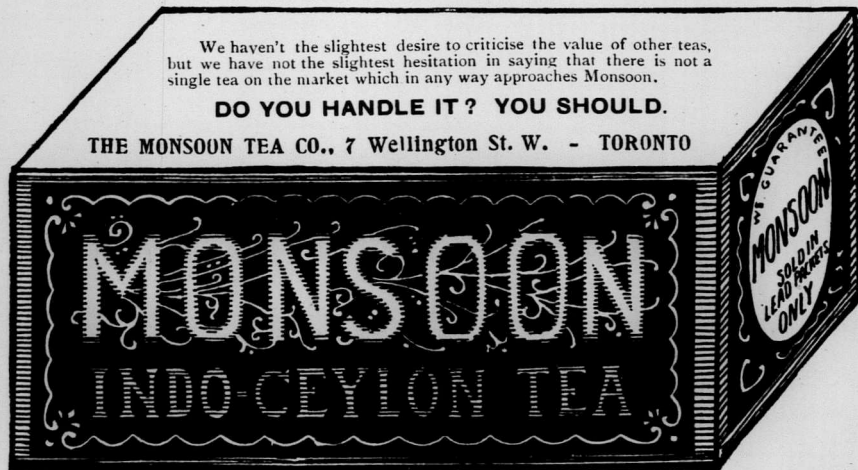 We haven't the slightest desire to criticise the value of other teas,
but we have not the slightest hesitation in saying that there is not a
single tea on the market which in any way approaches Monsoon.
DO YOU HANDLE IT? YOU SHOULD.
THE MONSOON TEA CO., 7 Wellington St. W. - TORONTO
MONSOON
INDO-CEYLON TEA
WE GUARANTEE
MONSOON
SOLD IN
LEAD PACKETS
ONLY